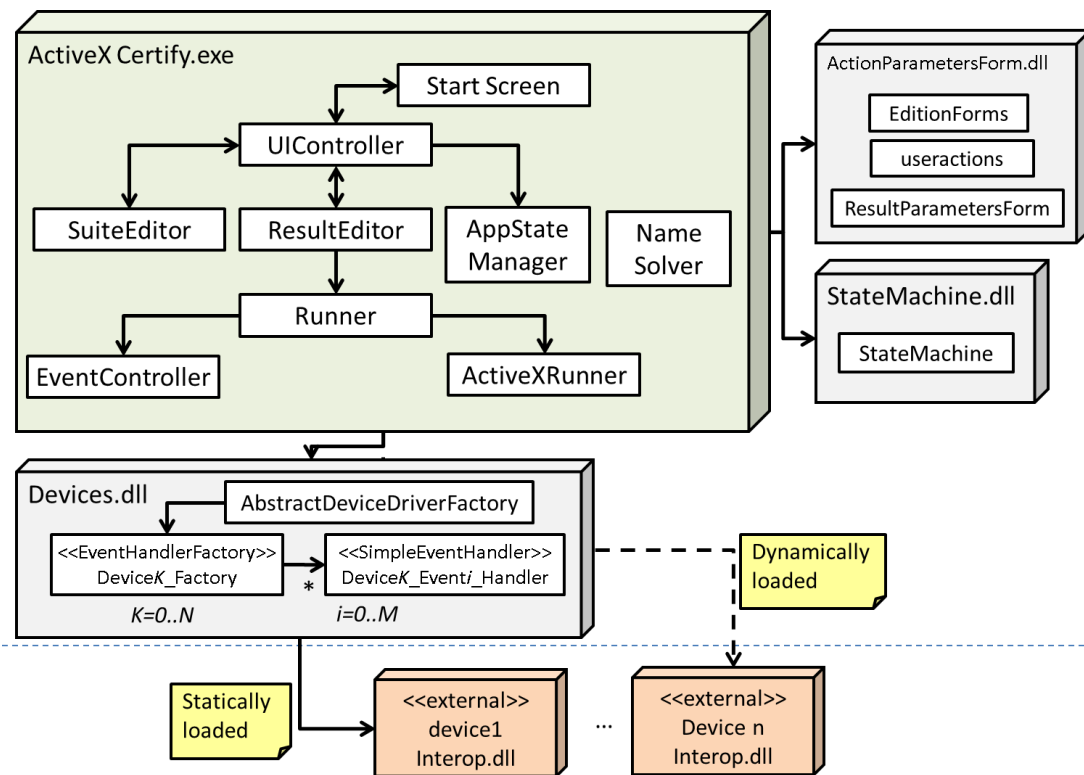 ActiveX Certify.exe
Start Screen
UIController
SuiteEditor
ResultEditor
AppState
Manager
Name
Solver
Runner
EventController
ActiveXRunner
ActionParametersForm.dll
EditionForms
useractions
ResultParametersForm
StateMachine.dll
StateMachine
Devices.dll
AbstractDeviceDriverFactory
<<EventHandlerFactory>>
DeviceK_Factory
*
<<SimpleEventHandler>>
DeviceK_Eventi_Handler
K=0..N
i=0..M
Dynamically
loaded
Statically
loaded
<<external>>
device1
Interop.dll
...
<<external>>
Device n
Interop.dll